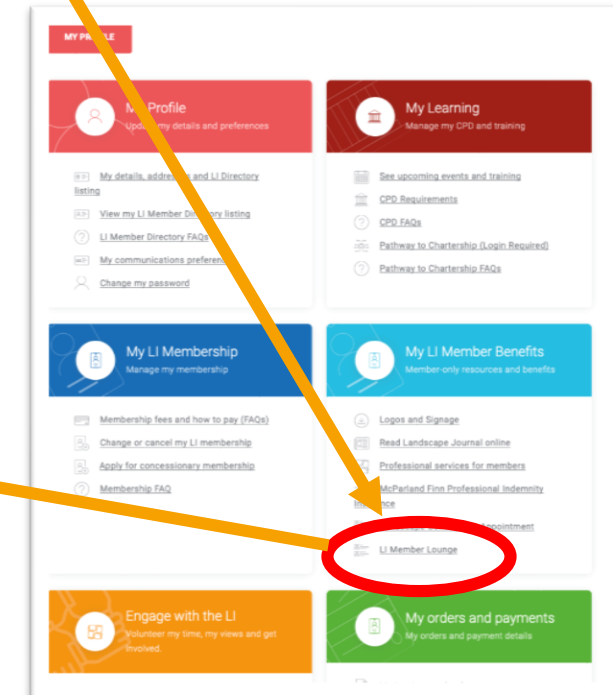 MY PR LE
My Profile
Update my details and preferences
My details, addresses and LI Directory
listing
View my LI Member Directory listing
LI Member Directory FAQs
My communications preferences
Change my password
My Learning
Manage my CPD and training
See upcoming events and training
CPD Requirements
CPD FAQs
Pathway to Chartership (Login Required)
Pathway to Chartership FAQs
My LI Membership
Manage my membership
Membership fees and how to pay (FAQs)
Change or cancel my LI membership
Apply for concessionary membership
Membership FAQ
My LI Member Benefits
Member-only resources and benefits
Logos and Signage
Read Landscape Journal online
Professional services for members
McParland Finn Professional Indemnity
Appointment
LI Member Lounge
Engage with the LI
Volunteer my time, my views and get
involved.
My orders and payments
My orders and payment details